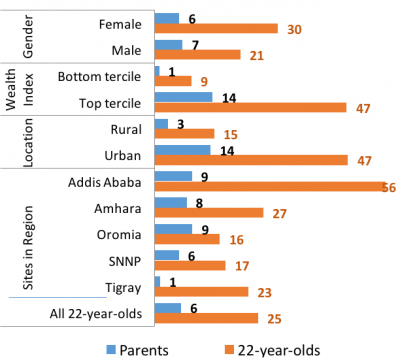 Gender
Female 6 30
Male 7 21
Wealth Index
Bottom tercile 1 9
Top tercile 14 47
Location
Rural 3 15
Urban 14 47
Sites in Region
Addis Ababa 9 56
Amhara 8 27
Oromia 9 16
SNNP 6 17
Tigray 1 23
All 22-year-olds 6 25
Parents 22-year-olds